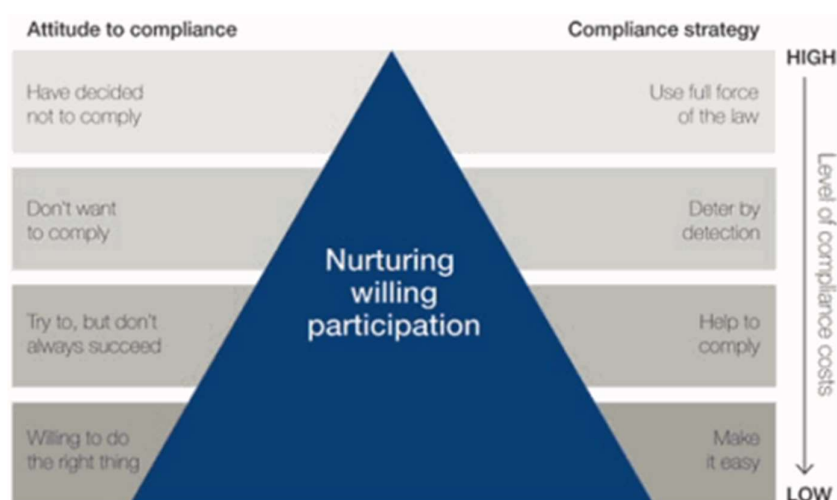 Attitude to compliance
Compliance strategy
HIGH
Have decided
not to comply
Use full force
of the law
Don't want
to comply
Deter by
detection
Nurturing
willing
participation
Try to, but don't
always succeed
Help to
comply
Willing to do
the right thing
Make
it easy
Level of compliance costs
LOW